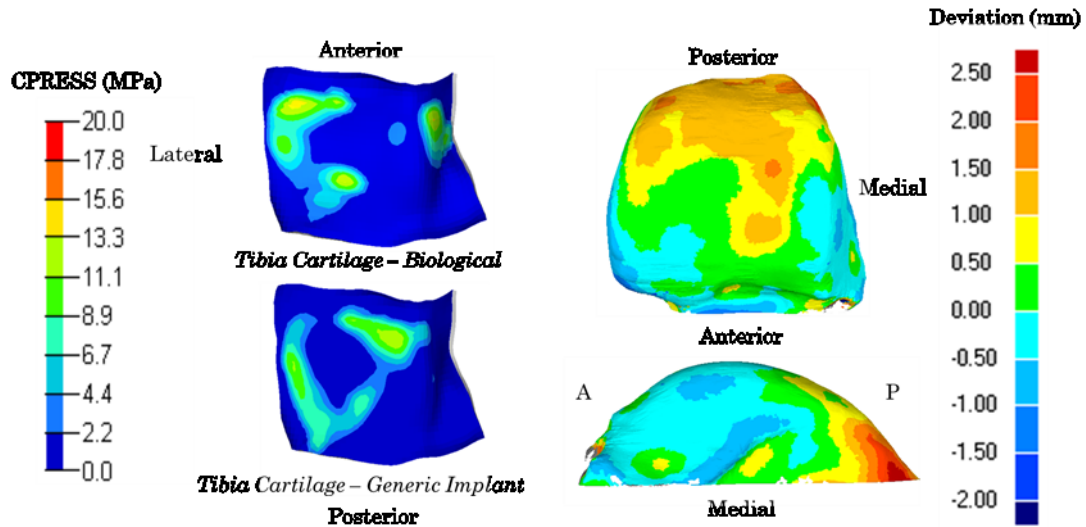 CPRESS (MPa)
20.0
17.8
15.6
13.3
11.1
8.9
6.7
4.4
2.2
0.0
Anterior
Lateral
Tibia Cartilage – Biological
Tibia Cartilage – Generic Implant
Posterior
Posterior
Medial
Anterior
A
P
Medial
Deviation (mm)
2.50
2.00
1.50
1.00
0.50
0.00
-0.50
-1.00
-1.50
-2.00